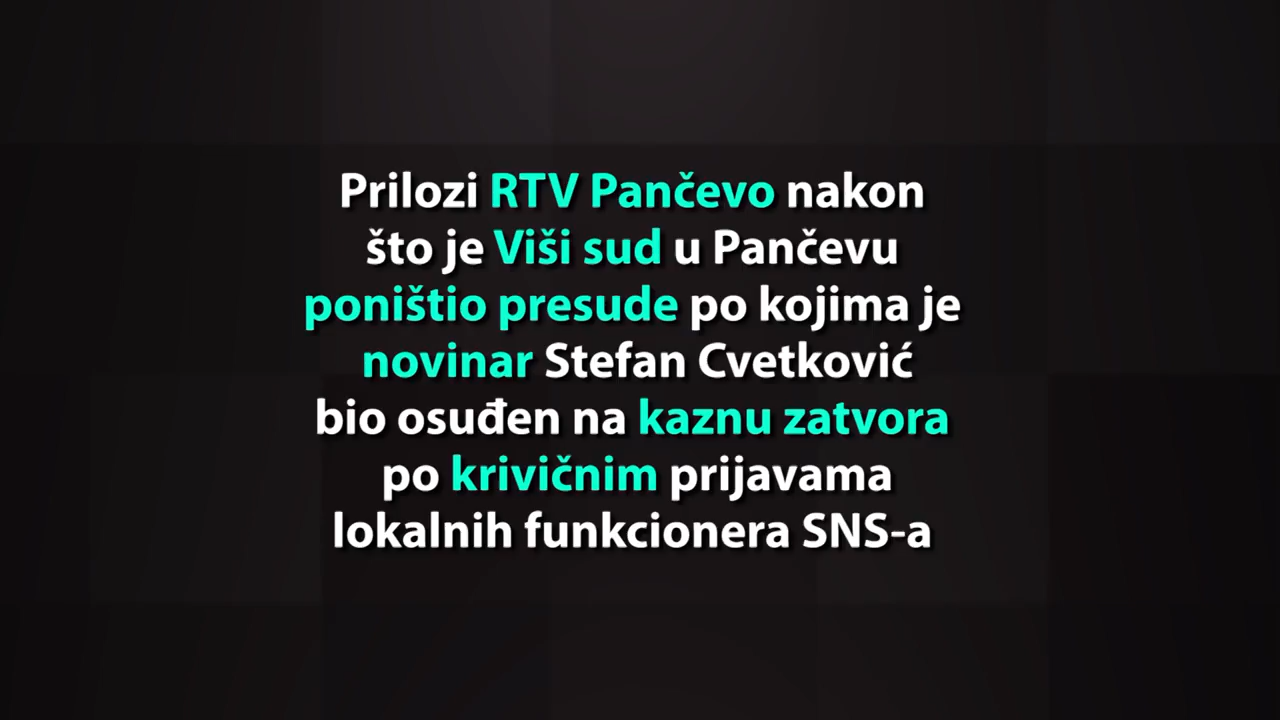 Prilozi RTV Pančevo nakon
što je Viši sud u Pančevu
poništio presude po kojima je
novinar Stefan Cvetković
bio osuđen na kaznu zatvora
po krivičnim prijavama
lokalnih funkcionera SNS-a